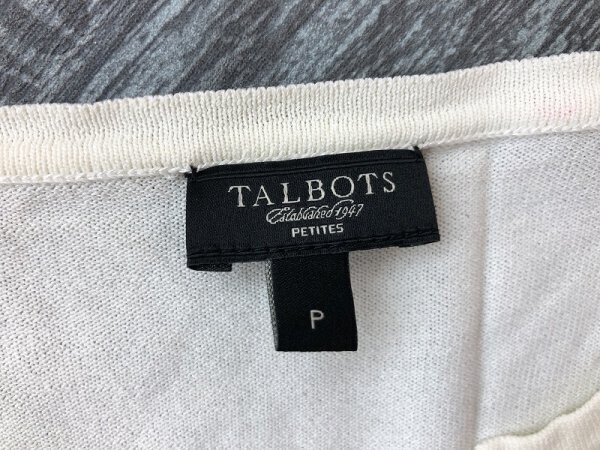 TALBOTS
Established 1947
PETITES
P